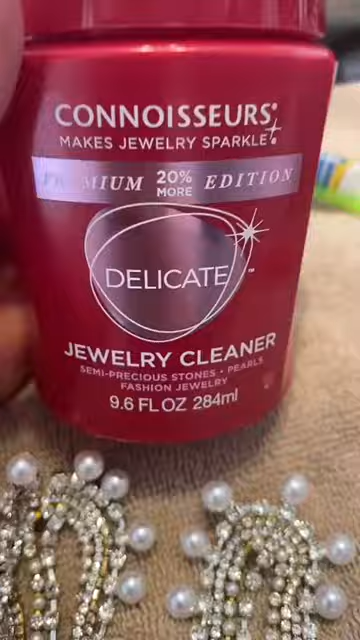 CONNOISSEURS®
MAKES JEWELRY SPARKLE!
PREMIUM 20% MORE EDITION
DELICATE™
JEWELRY CLEANER
SEMI-PRECIOUS STONES • PEARLS
FASHION JEWELRY
9.6 FL OZ 284ml